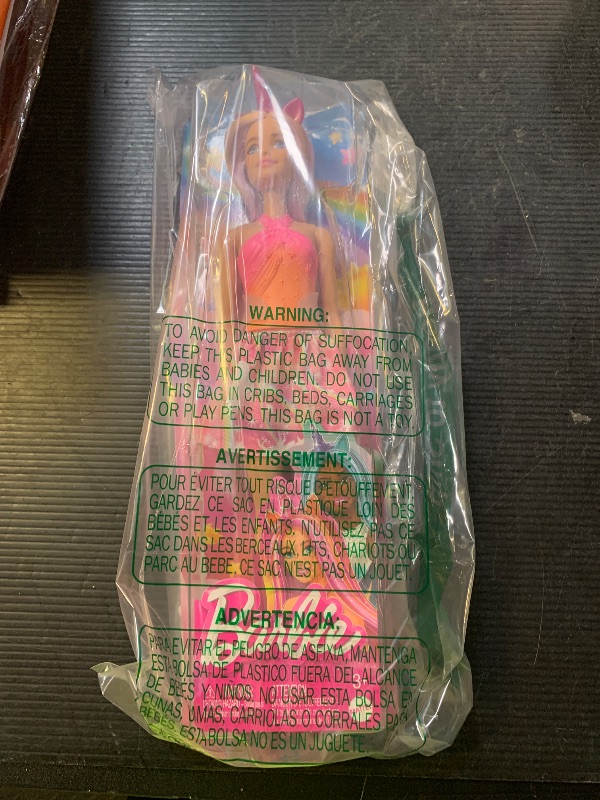 WARNING:
TO AVOID DANGER OF SUFFOCATION,
KEEP THIS PLASTIC BAG AWAY FROM
BABIES AND CHILDREN. DO NOT USE
THIS BAG IN CRIBS, BEDS, CARRIAGES
OR PLAY PENS. THIS BAG IS NOT A TOY.
AVERTISSEMENT:
POUR ÉVITER TOUT RISQUE D'ÉTOUFFEMENT,
GARDEZ CE SAC EN PLASTIQUE LOIN DES
BÉBÉS ET LES ENFANTS. N'UTILISEZ PAS CE
SAC DANS LES BERCEAUX, LITS, CHARIOTS OU
PARC AU BEBE. CE SAC N'EST PAS UN JOUET.
Barbie
ADVERTENCIA:
PARA EVITAR EL PELIGRO DE ASFIXIA, MANTENGA
ESTA BOLSA DE PLASTICO FUERA DEL ALCANCE
DE BEBES Y NINOS. NO USAR ESTA BOLSA EN
CUNAS, CAMAS, CARRIOLAS O CORRALES PARA
BEBES. ESTA BOLSA NO ES UN JUGUETE.
3+